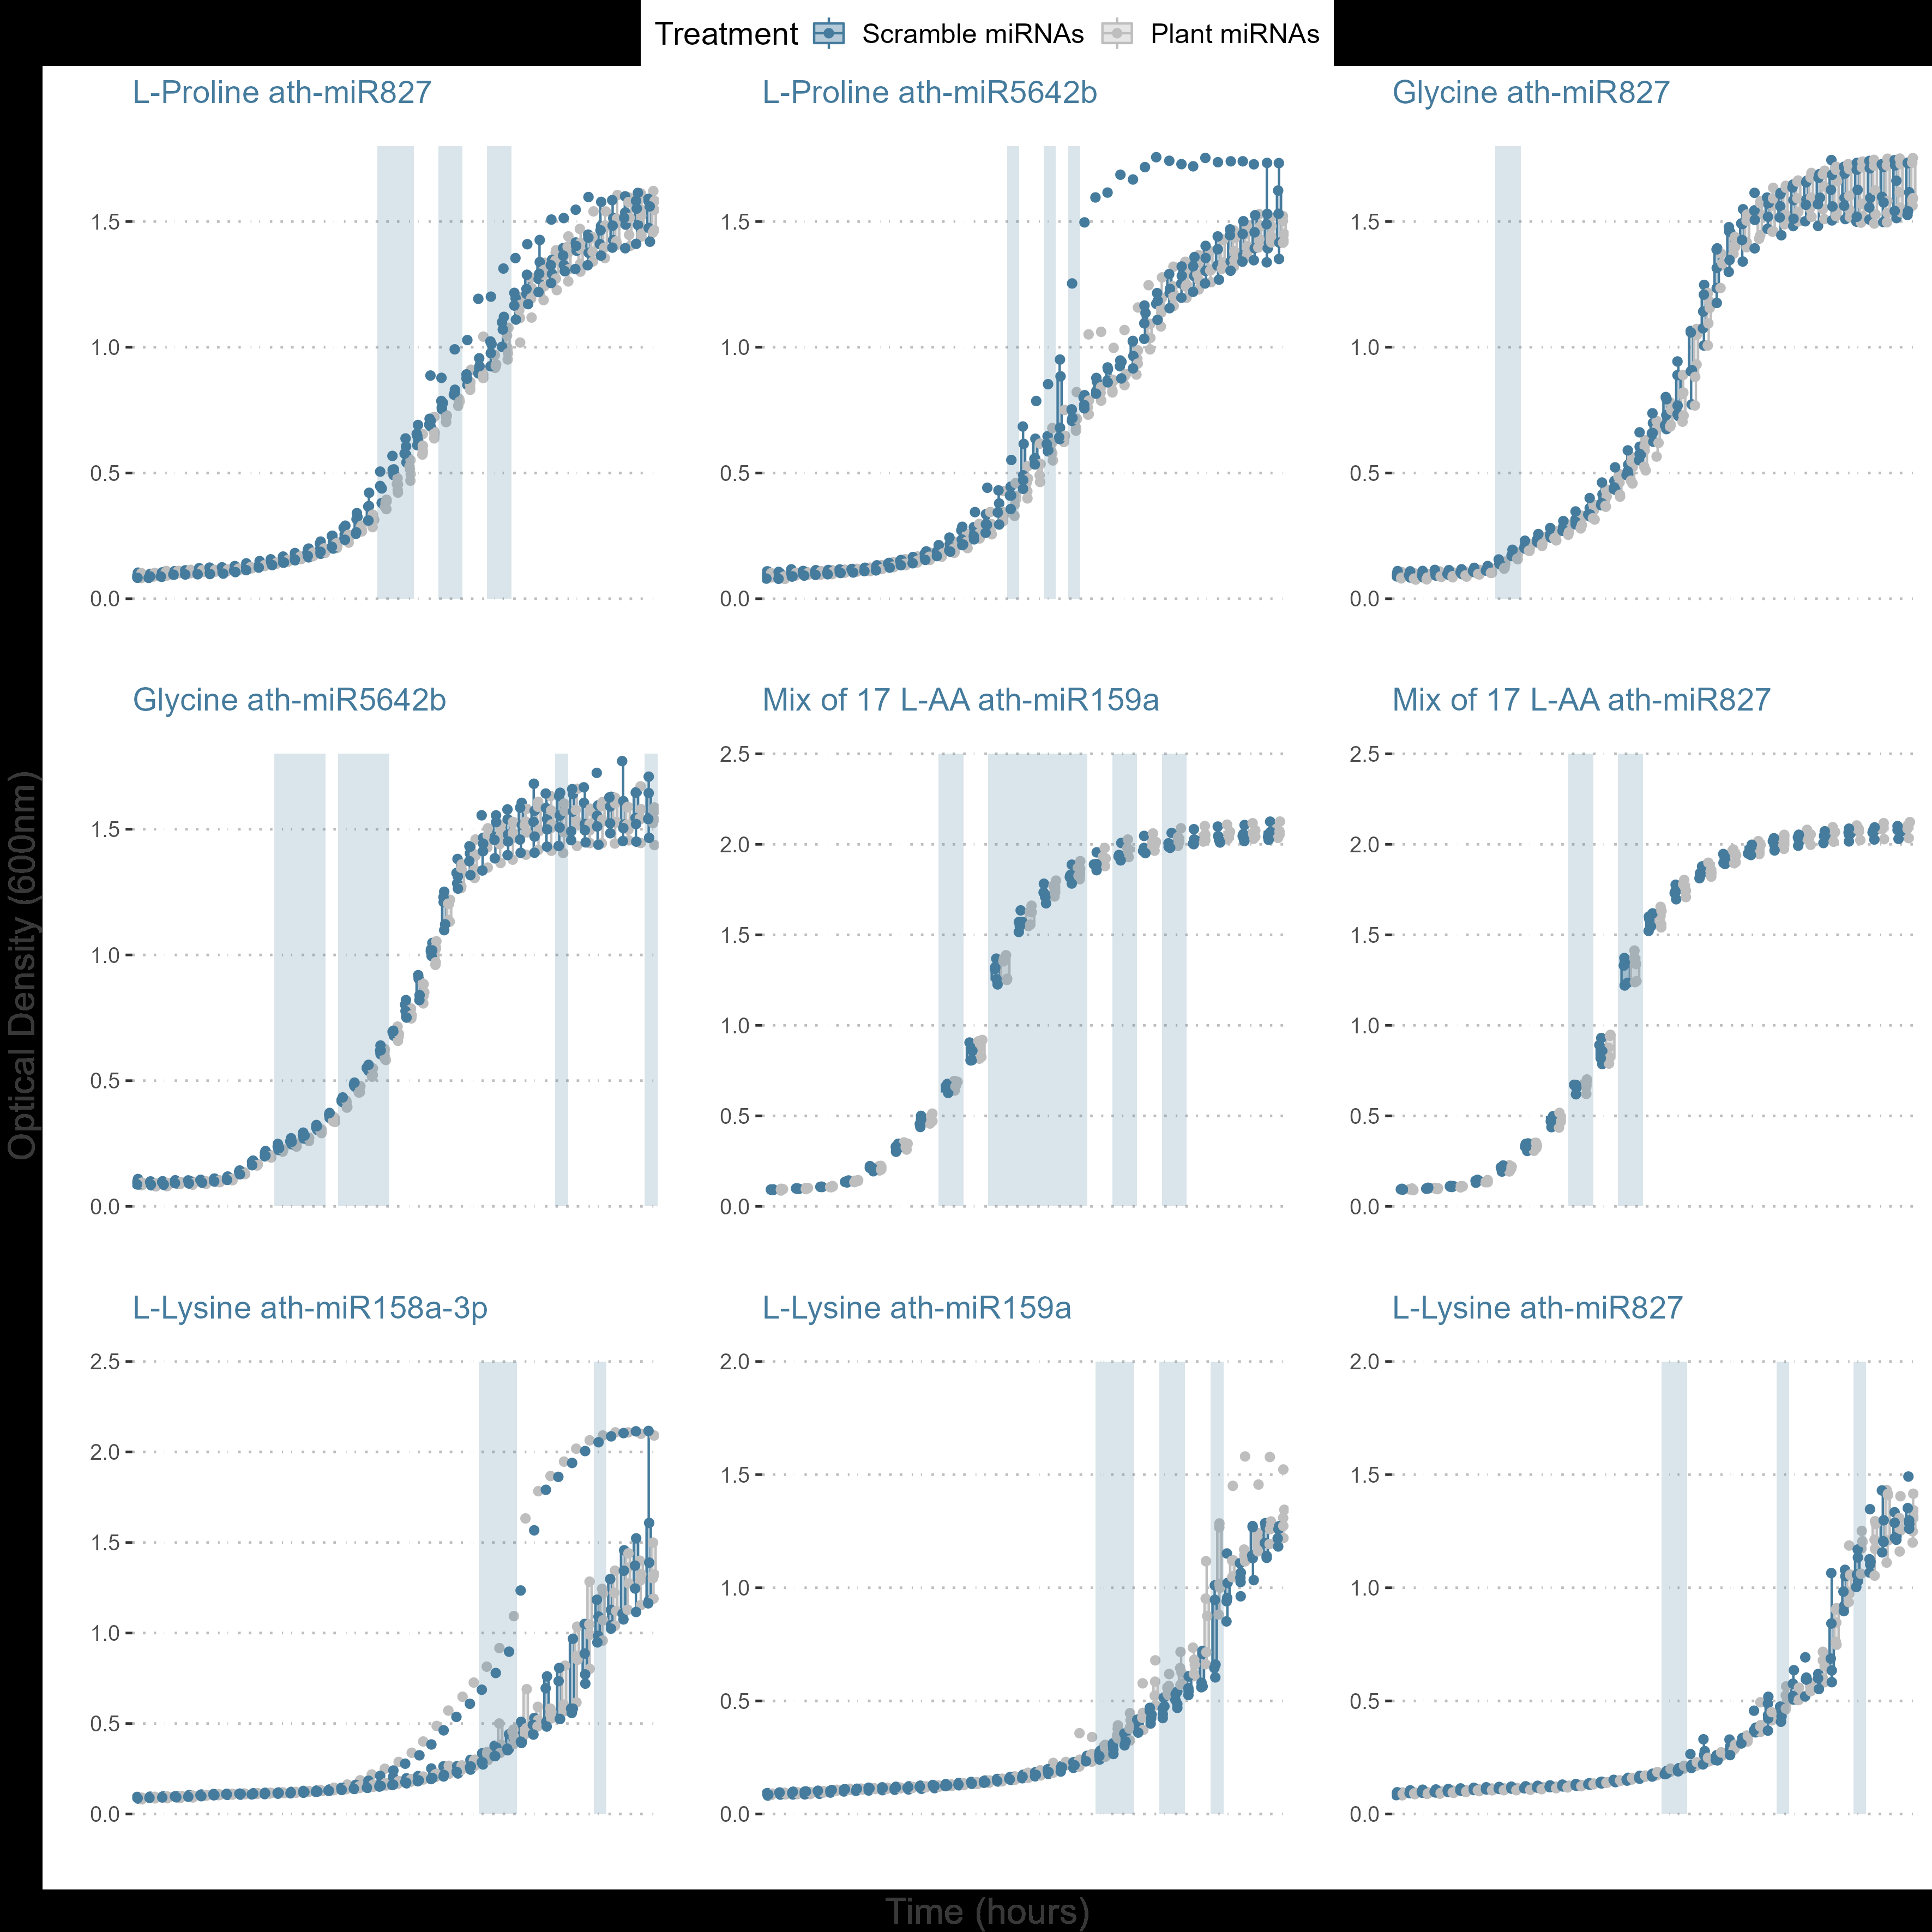 Treatment Scramble miRNAs Plant miRNAs
L-Proline ath-miR827 L-Proline ath-miR5642b Glycine ath-miR827
1.5 1.5 1.5
1.0 1.0 1.0
0.5 0.5 0.5
0.0 0.0 0.0
Glycine ath-miR5642b Mix of 17 L-AA ath-miR159a Mix of 17 L-AA ath-miR827
2.5 2.5
2.0 2.0
1.5 1.5 1.5
1.0 1.0 1.0
0.5 0.5 0.5
0.0 0.0 0.0
L-Lysine ath-miR158a-3p L-Lysine ath-miR159a L-Lysine ath-miR827
2.5 2.0 2.0
2.0 1.5 1.5
1.5 1.0 1.0
1.0 0.5 0.5
0.5
0.0 0.0 0.0
Optical Density (600nm)
Time (hours)